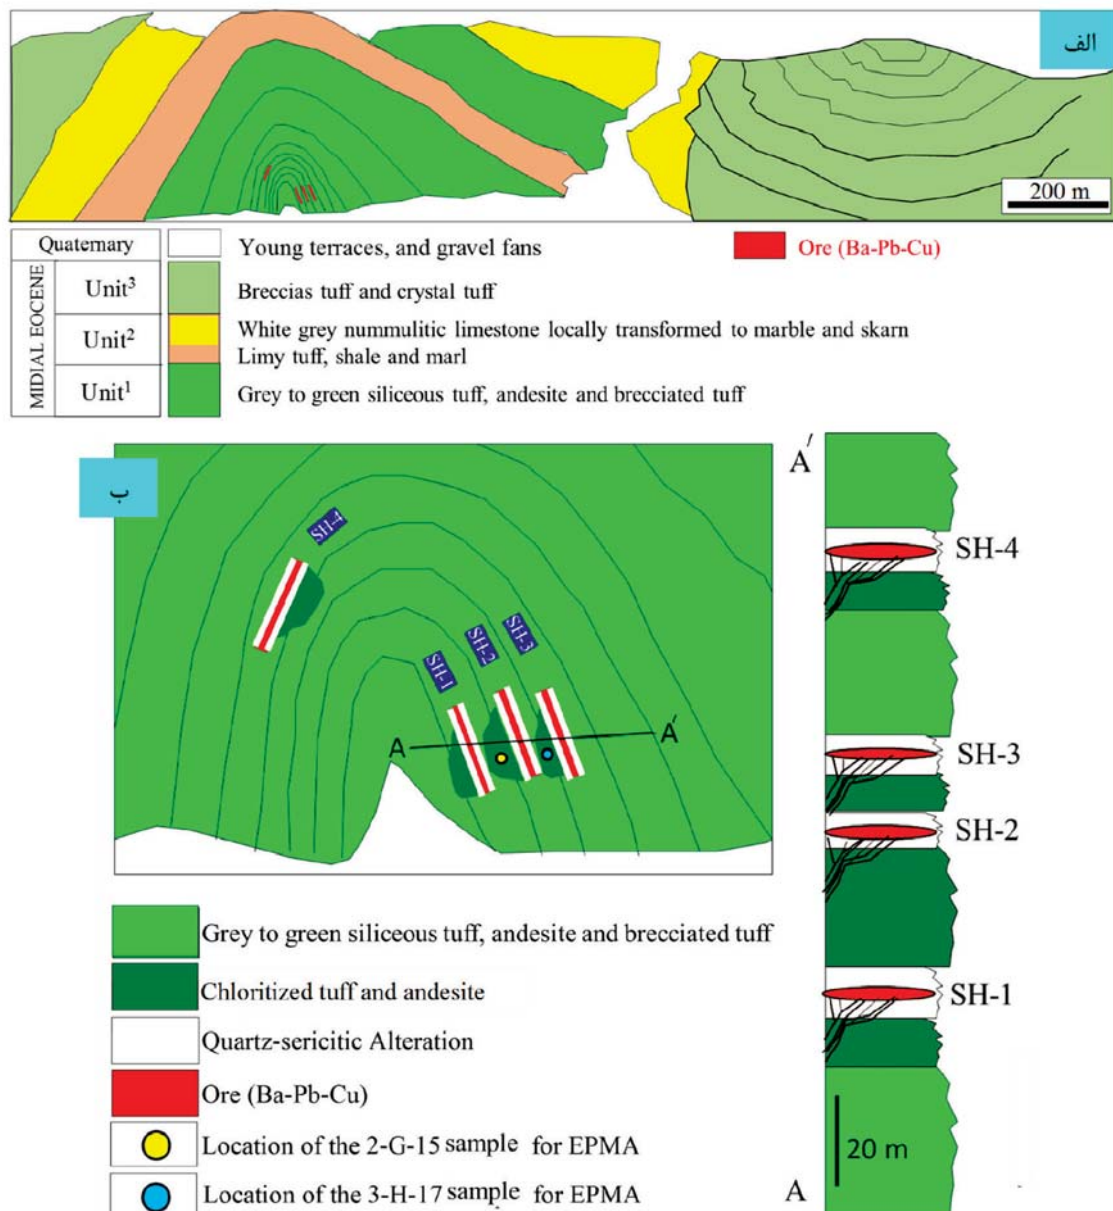 الف
200 m
Quaternary
Young terraces, and gravel fans
Ore (Ba-Pb-Cu)
MIDIAL EOCENE
Unit³
Breccias tuff and crystal tuff
Unit²
White grey nummulitic limestone locally transformed to marble and skarn
Limy tuff, shale and marl
Unit¹
Grey to green siliceous tuff, andesite and brecciated tuff
ب
SH-4
SH-3
SH-2
SH-1
A
A′
A′
SH-4
SH-3
SH-2
SH-1
20 m
A
Grey to green siliceous tuff, andesite and brecciated tuff
Chloritized tuff and andesite
Quartz-sericitic Alteration
Ore (Ba-Pb-Cu)
Location of the 2-G-15 sample for EPMA
Location of the 3-H-17 sample for EPMA